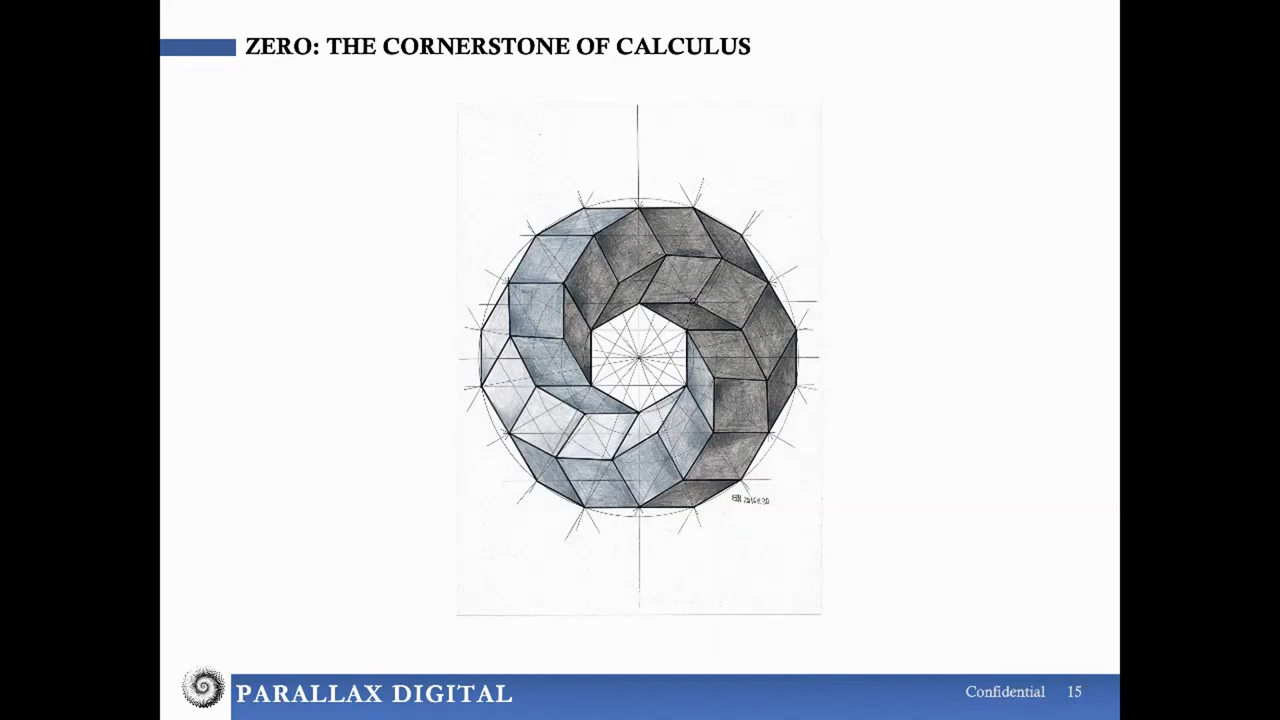 ZERO: THE CORNERSTONE OF CALCULUS
PARALLAX DIGITAL
Confidential 15